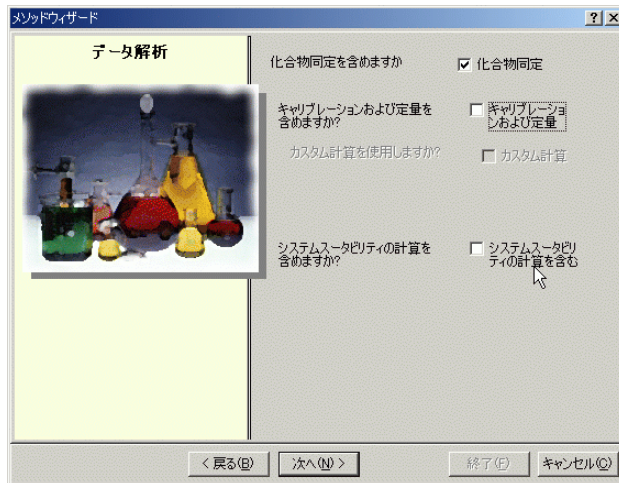 メソッドウィザード
データ解析
化合物同定を含めますか
化合物同定
キャリブレーションおよび定量を
含めますか?
キャリブレーショ
ンおよび定量
カスタム計算を使用しますか?
カスタム計算
システムスータビリティの計算を
含めますか?
システムスータビリ
ティの計算を含む
< 戻る(B)
次へ(N) >
終了(F)
キャンセル(C)